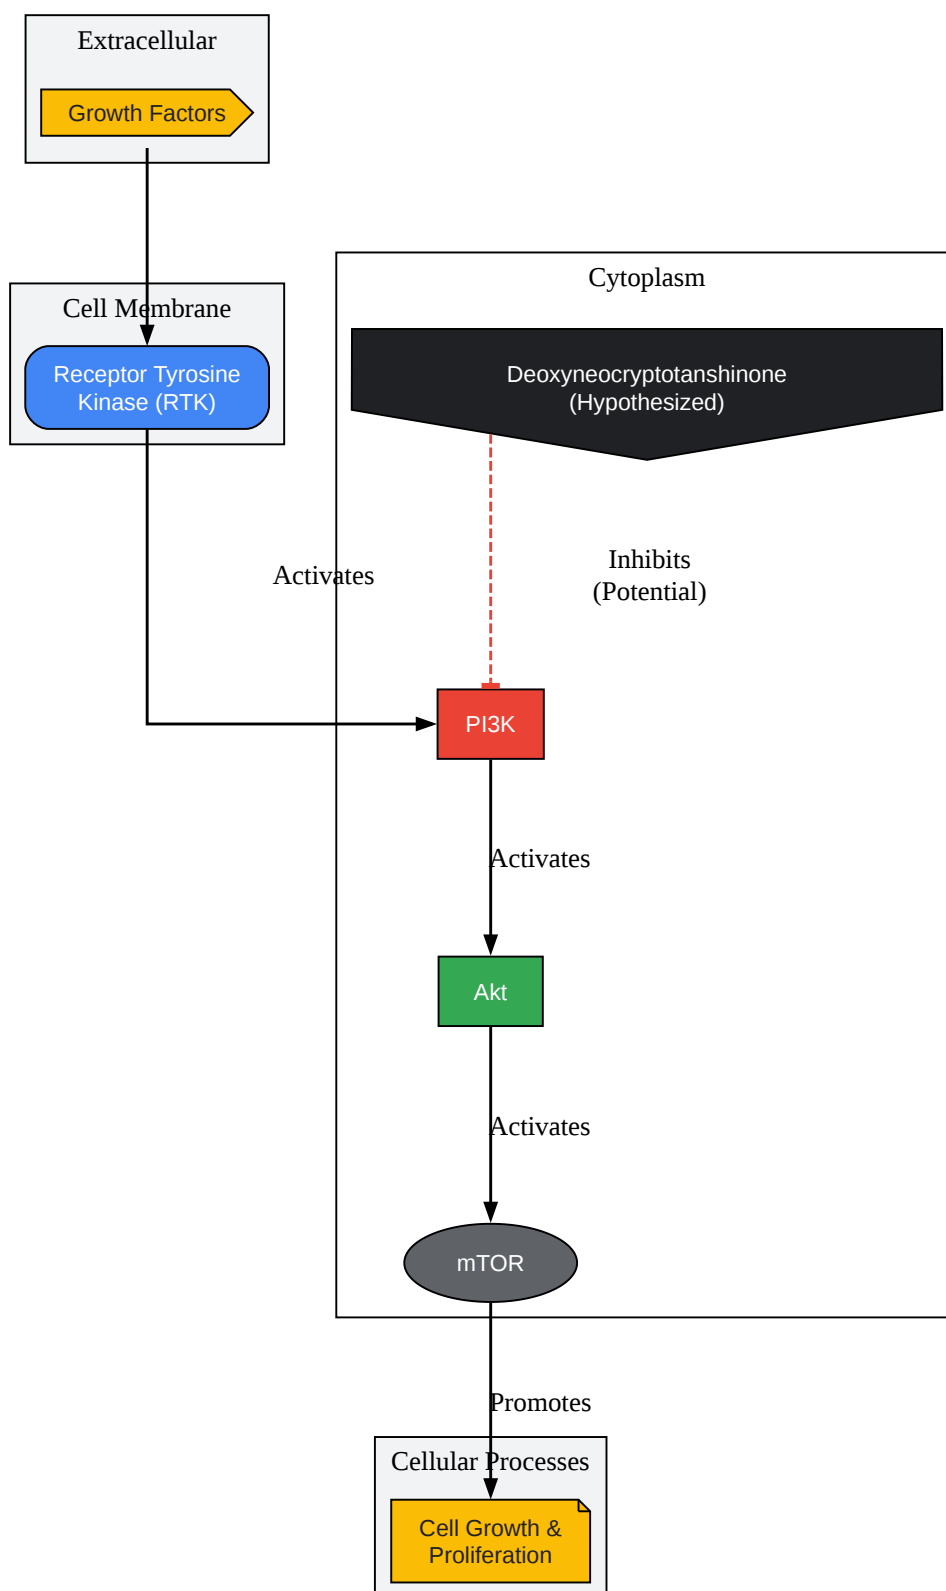 Extracellular
Growth Factors
Cytoplasm
Cell Membrane
Receptor Tyrosine
Kinase (RTK)
Deoxyneocryptotanshinone
(Hypothesized)
Activates
Inhibits
(Potential)
PI3K
Activates
Akt
Activates
mTOR
Promotes
Cellular Processes
Cell Growth &
Proliferation